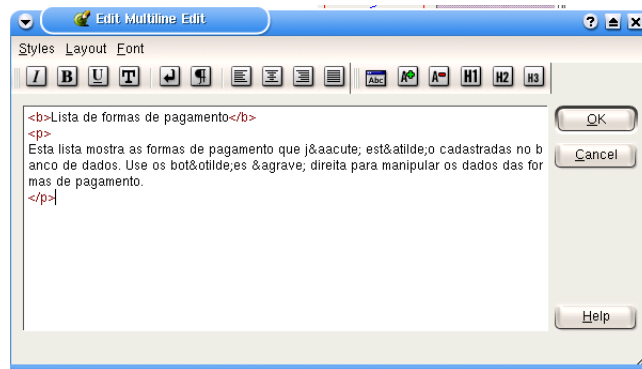 Edit Multiline Edit
?
Styles Layout Font
I B U T ¶ Abc A A H1 H2 H3
<b>Lista de formas de pagamento</b>
<p>
Esta lista mostra as formas de pagamento que j&aacute; est&atilde;o cadastradas no b
anco de dados. Use os bot&otilde;es &agrave; direita para manipular os dados das for
mas de pagamento.
</p>
OK
Cancel
Help